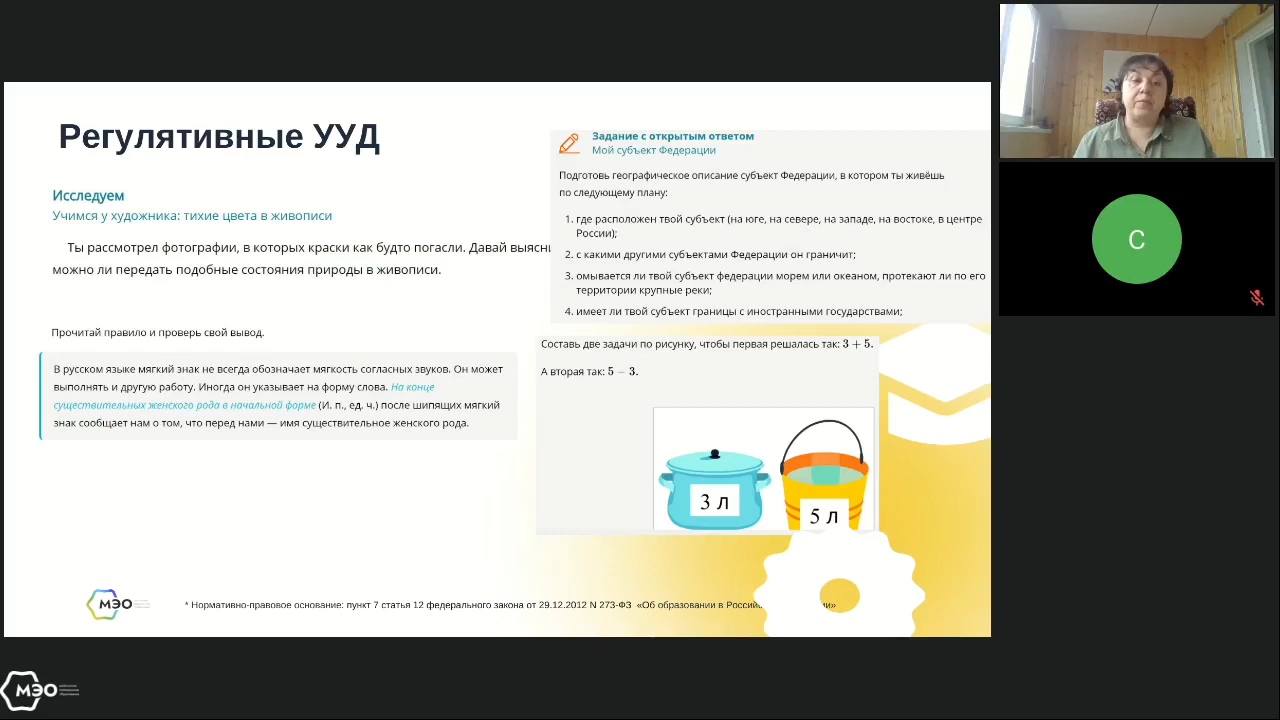 Регулятивные УУД
Исследуем
Учимся у художника: тихие цвета в живописи
Ты рассмотрел фотографии, в которых краски как будто погасли. Давай
можно ли передать подобные состояния природы в живописи.
Прочитай правило и проверь свой вывод.
В русском языке мягкий знак не всегда обозначает мягкость согласных звуков. Он может
выполнять и другую работу. Иногда он указывает на форму слова. На конце
существительных женского рода в начальной форме (И. п., ед. ч.) после шипящих мягкий
знак сообщает нам о том, что перед нами — имя существительное женского рода.
Задание с открытым ответом
Мой субъект Федерации
Подготовь географическое описание субъект Федерации, в котором ты живёшь
по следующему плану:
1. где расположен твой субъект (на юге, на севере, на западе, на востоке, в центре
России);
2. с какими другими субъектами Федерации он граничит;
3. омывается ли твой субъект федерации морем или океаном, протекают ли по его
территории крупные реки;
4. имеет ли твой субъект границы с иностранными государствами;
Составь две задачи по рисунку, чтобы первая решалась так: 3 + 5.
А вторая так: 5 − 3.
3 л
5 л
МЭО
* Нормативно-правовое основание: пункт 7 статья 12 федерального закона от 29.12.2012 N 273-ФЗ «Об образовании в
С
МЭО